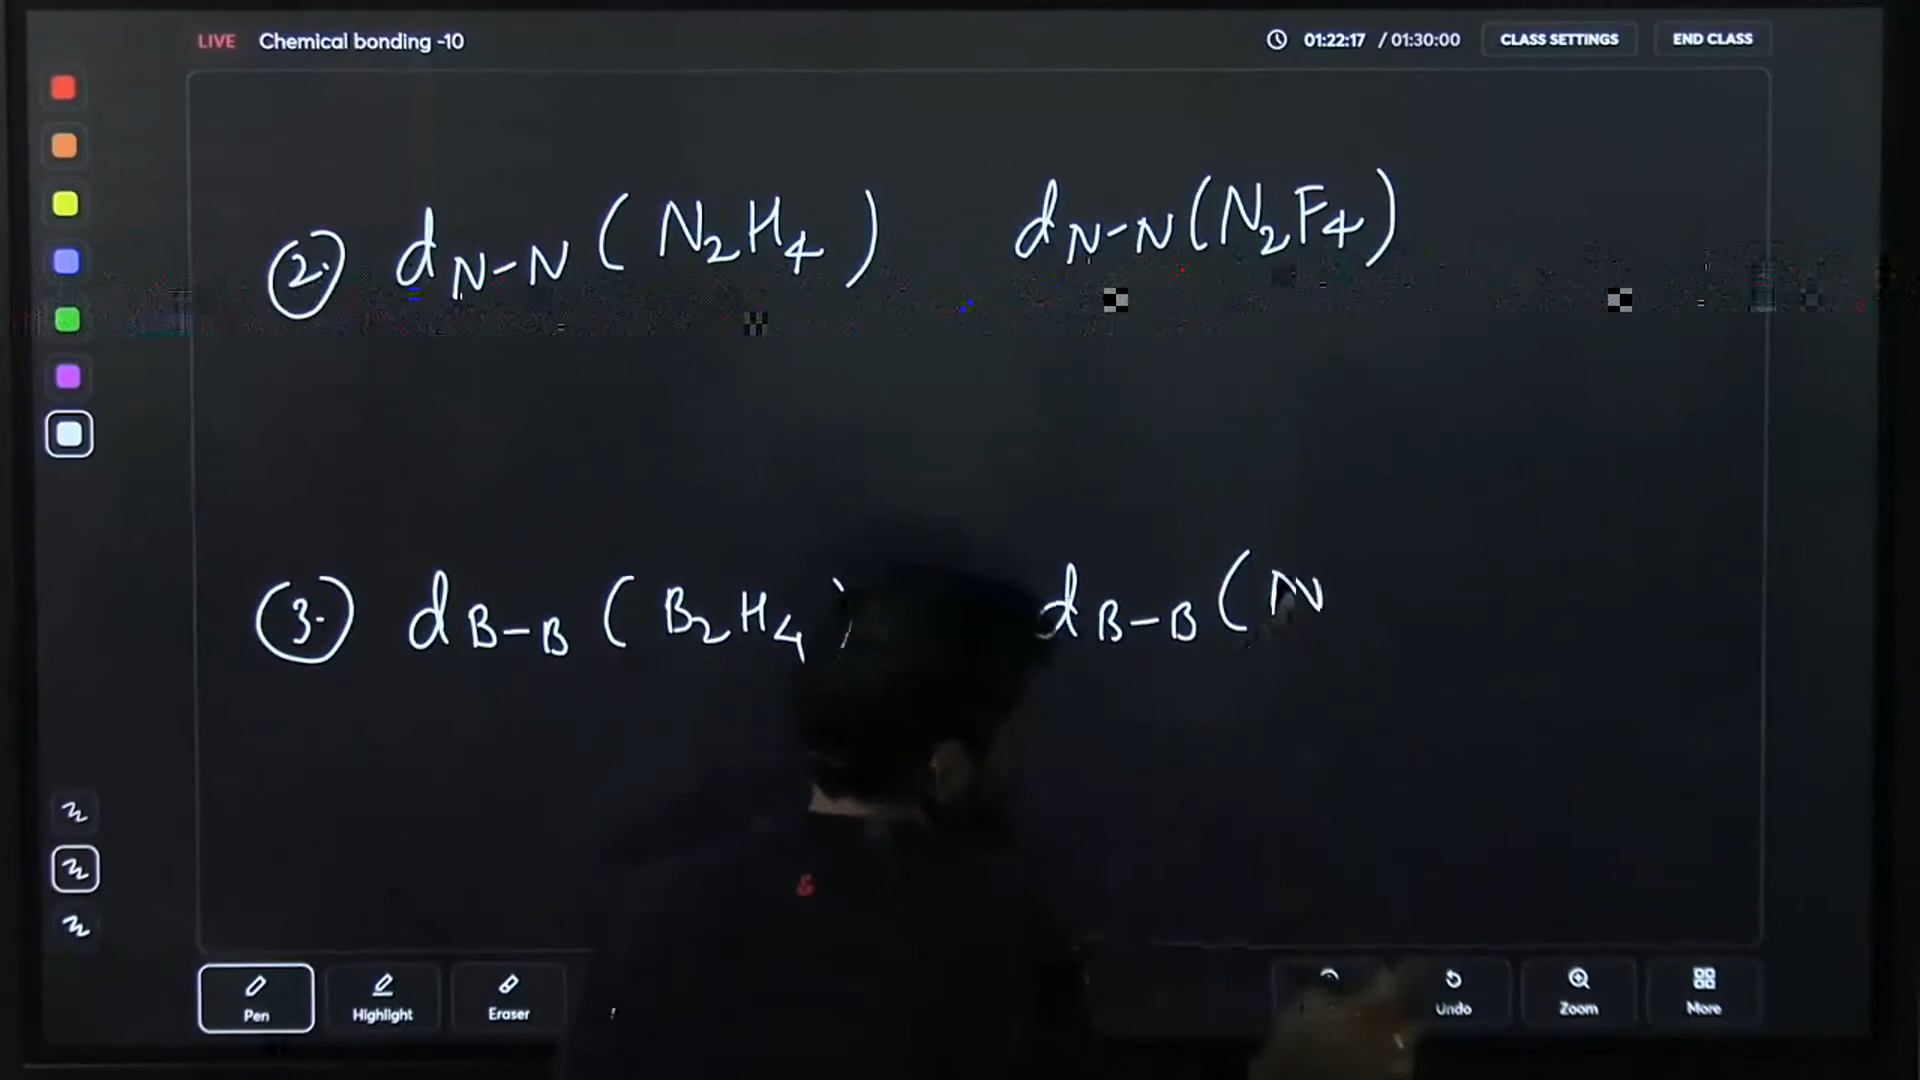 LIVE Chemical bonding -10 01:22:17 / 01:30:00 CLASS SETTINGS END CLASS
2. dN-N (N2H4) dN-N (N2F4)
3. dB-B (B2H4) dB-B (N
Pen Highlight Eraser Undo Zoom More